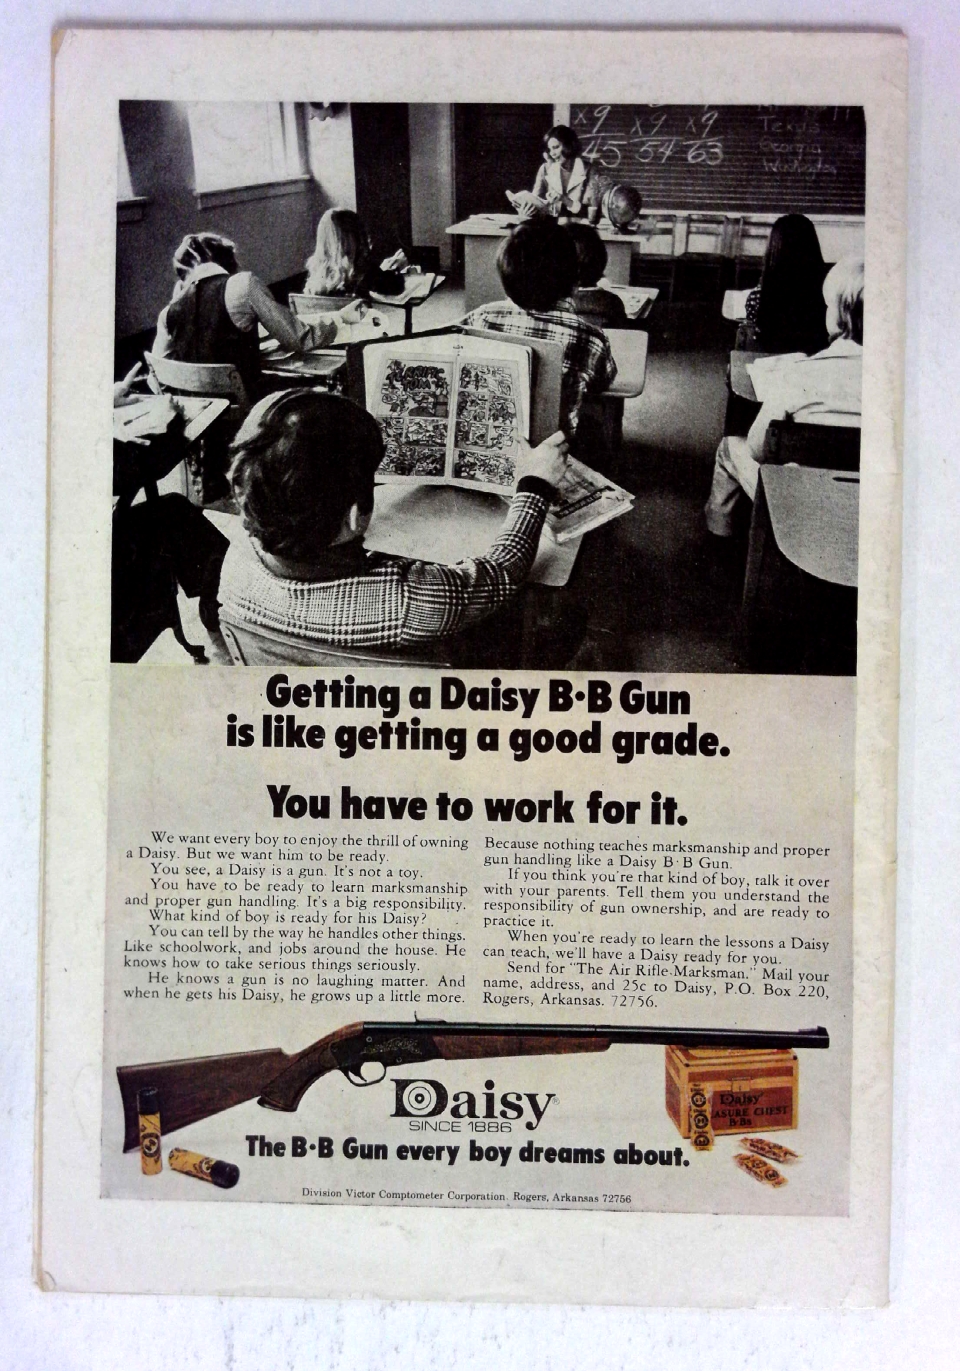 x9 x9 x9
45 54 63
Texas
Georgia
Washington
Getting a Daisy B·B Gun
is like getting a good grade.
You have to work for it.
We want every boy to enjoy the thrill of owning
a Daisy. But we want him to be ready.
You see, a Daisy is a gun. It's not a toy.
You have to be ready to learn marksmanship
and proper gun handling. It's a big responsibility.
What kind of boy is ready for his Daisy?
You can tell by the way he handles other things.
Like schoolwork, and jobs around the house. He
knows how to take serious things seriously.
He knows a gun is no laughing matter. And
when he gets his Daisy, he grows up a little more.
Because nothing teaches marksmanship and proper
gun handling like a Daisy B·B Gun.
If you think you're that kind of boy, talk it over
with your parents. Tell them you understand the
responsibility of gun ownership, and are ready to
practice it.
When you're ready to learn the lessons a Daisy
can teach, we'll have a Daisy ready for you.
Send for "The Air Rifle Marksman." Mail your
name, address, and 25c to Daisy, P.O. Box 220,
Rogers, Arkansas. 72756.
Daisy
ASURE CHEST
B·Bs
Daisy®
SINCE 1886
The B·B Gun every boy dreams about.
Division Victor Comptometer Corporation. Rogers, Arkansas 72756